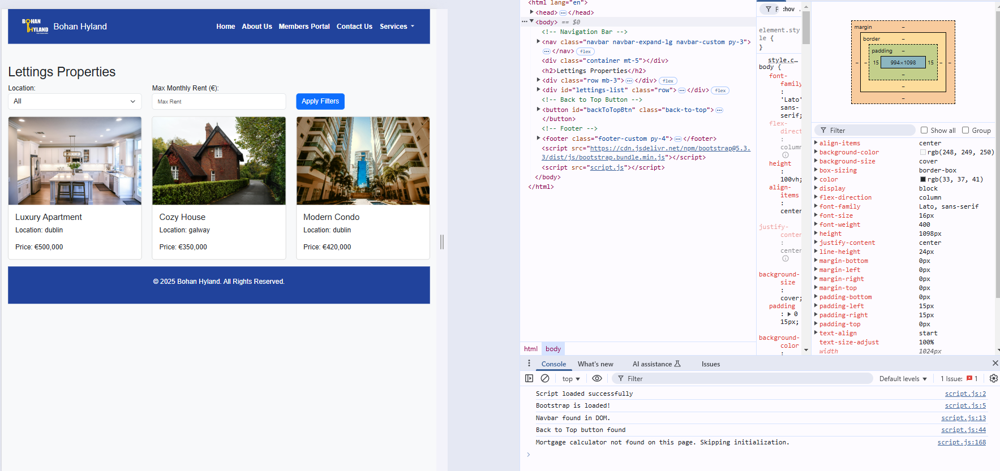 BOHAN
HYLAND
Bohan Hyland
Home
About Us
Members Portal
Contact Us
Services
Lettings Properties
Location:
All
Max Monthly Rent (€):
Max Rent
Apply Filters
Luxury Apartment
Location: dublin
Price: €500,000
Cozy House
Location: galway
Price: €350,000
Modern Condo
Location: dublin
Price: €420,000
© 2025 Bohan Hyland. All Rights Reserved.
<html lang="en">
<head> … </head>
<body> == $0
<!-- Navigation Bar -->
<nav class="navbar navbar-expand-lg navbar-custom py-3">
… </nav> flex
<div class="container mt-5"></div>
<h2>Lettings Properties</h2>
<div class="row mb-3"> … </div> flex
<div id="lettings-list" class="row"> … </div> flex
<!-- Back to Top Button -->
<button id="backToTopBtn" class="back-to-top"> …
</button>
<!-- Footer -->
<footer class="footer-custom py-4"> … </footer>
<script src="https://cdn.jsdelivr.net/npm/bootstrap@5.3.
3/dist/js/bootstrap.bundle.min.js"></script>
<script src="script.js"></script>
</body>
</html>
html
body
F
:hov
.
element.sty
le {
}
style.c…
body {
font-
family
:
'Lato'
sans-
serif;
flex-
direct
:
column
height
:
100vh;
align-
items
:
center
justify-
conten
:
center
background-
size
:
cover;
padding
: 0
15px;
background-
color
:
margin
–
border
–
padding
–
– – 15 994×1098 15 – –
–
–
–
Filter
Show all
Group
align-items center
background-color rgb(248, 249, 250)
background-size cover
box-sizing border-box
color rgb(33, 37, 41)
display block
flex-direction column
font-family Lato, sans-serif
font-size 16px
font-weight 400
height 1098px
justify-content center
line-height 24px
margin-bottom 0px
margin-left 0px
margin-right 0px
margin-top 0px
padding-bottom 0px
padding-left 15px
padding-right 15px
padding-top 0px
text-align start
text-size-adjust 100%
width 1024px
Console
What's new
AI assistance
Issues
top
Filter
Default levels
1 Issue: 1
Script loaded successfully script.js:2
Bootstrap is loaded! script.js:5
Navbar found in DOM. script.js:13
Back to Top button found script.js:44
Mortgage calculator not found on this page. Skipping initialization. script.js:168
>